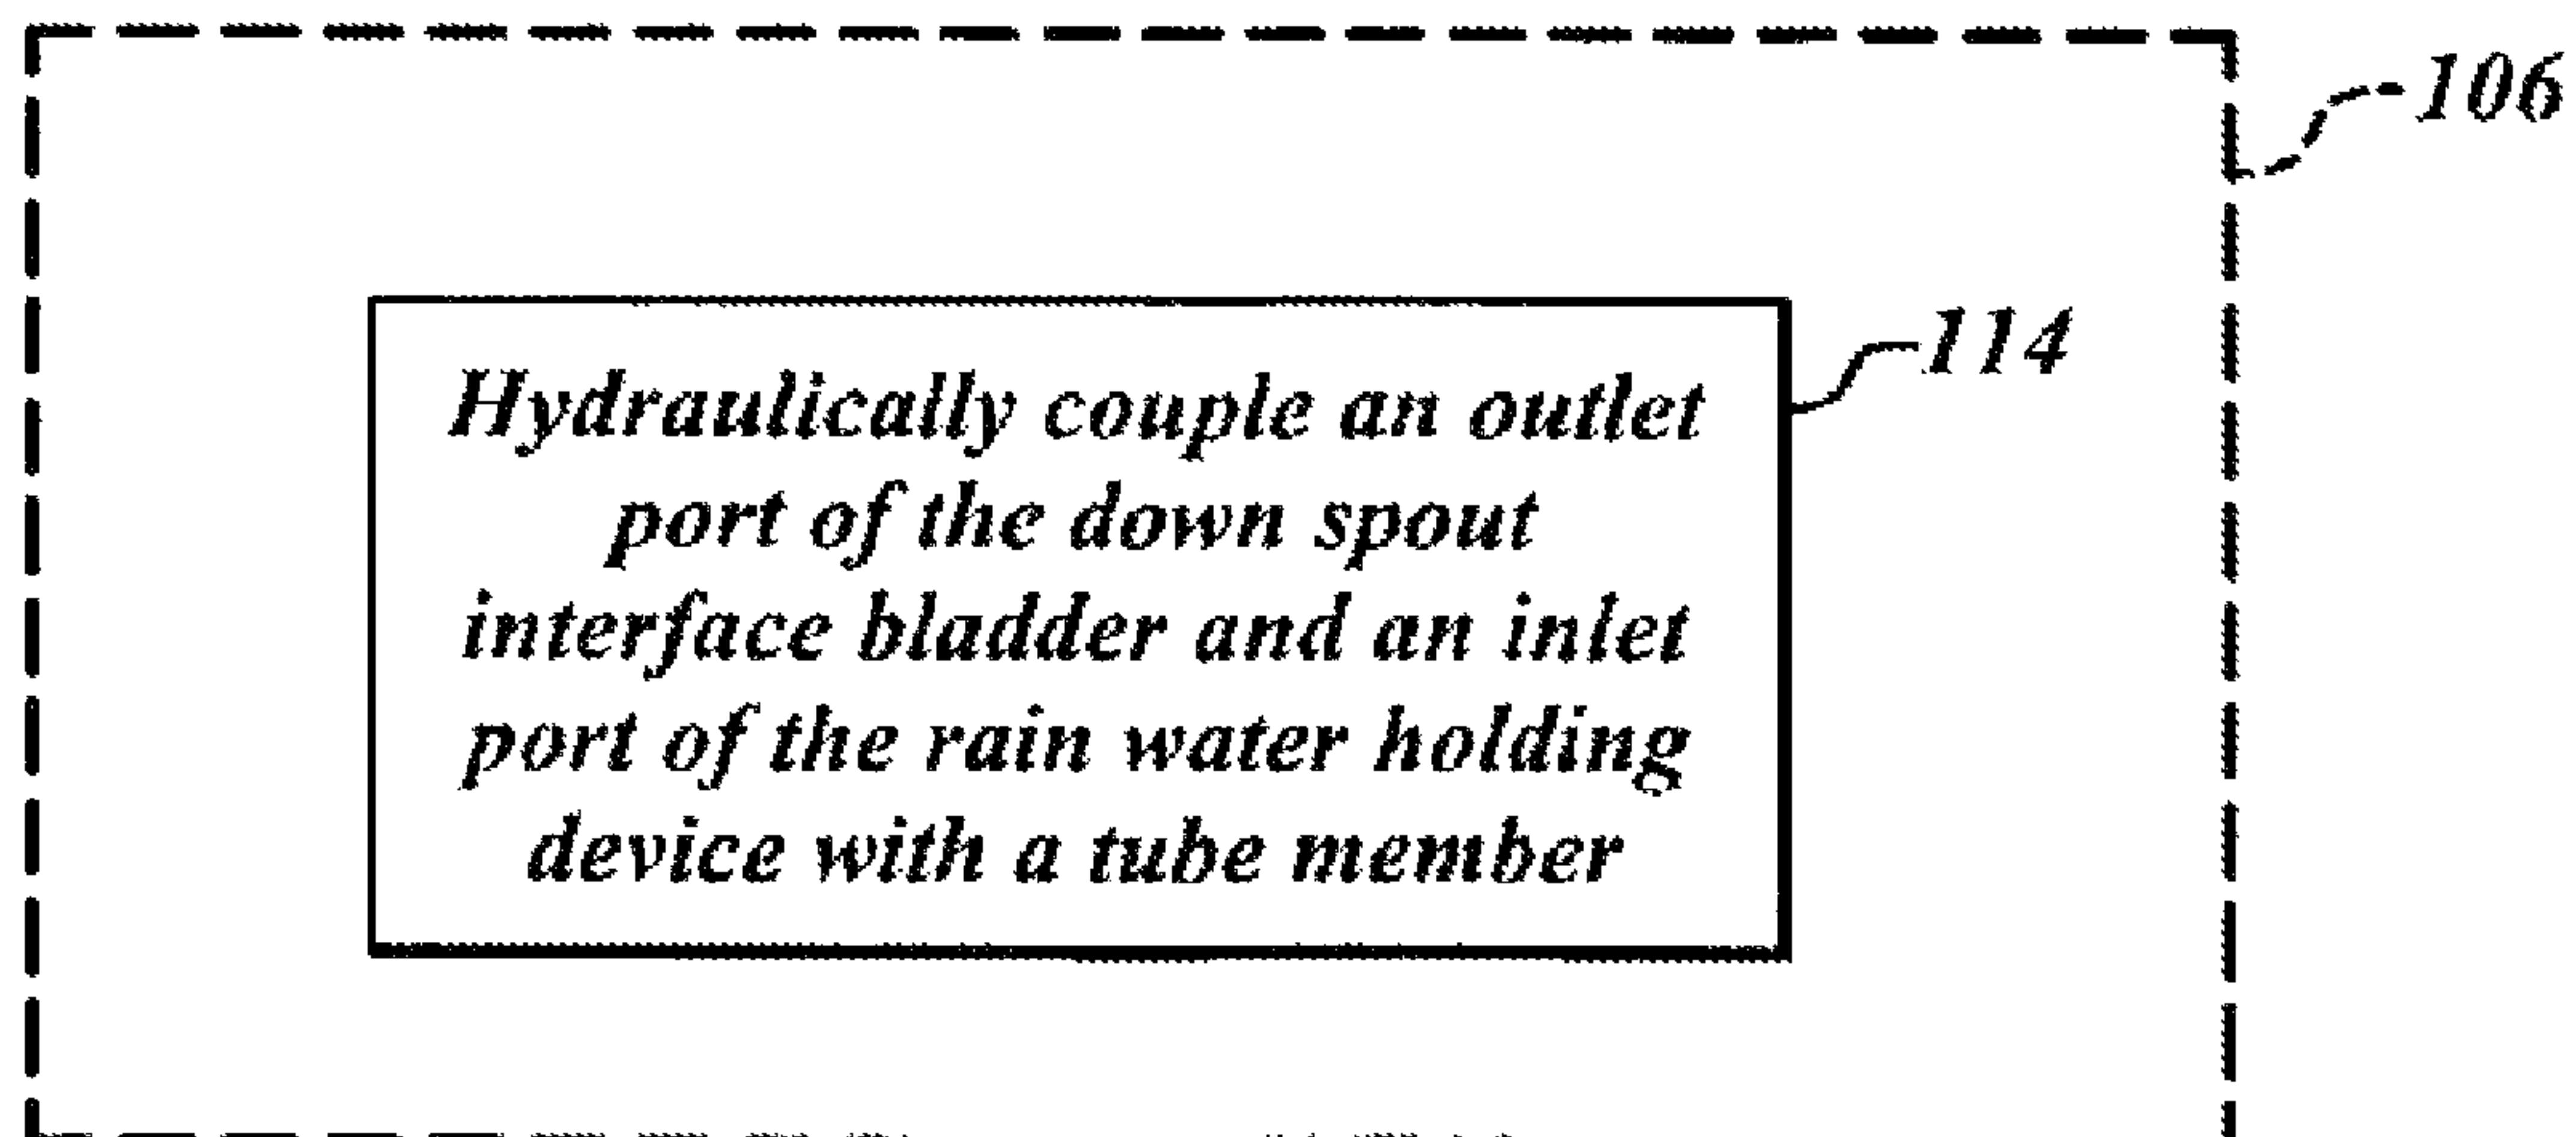 106
114
Hydraulically couple an outlet
port of the down spout
interface bladder and an inlet
port of the rain water holding
device with a tube member